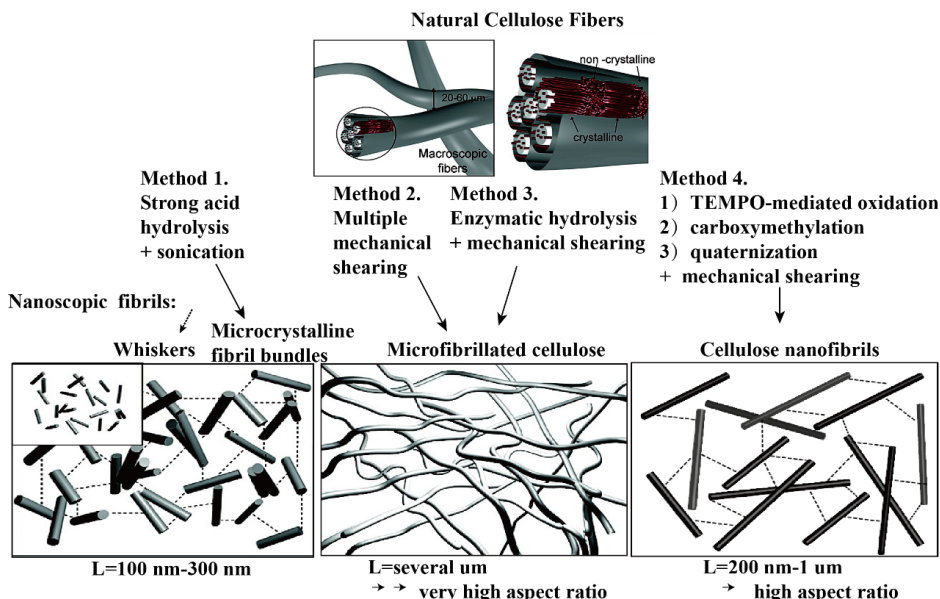 Natural Cellulose Fibers
20-60 μm
Macroscopic
fibers
non -crystalline
crystalline
Method 1.
Strong acid
hydrolysis
+ sonication
Method 2.
Multiple
mechanical
shearing
Method 3.
Enzymatic hydrolysis
+ mechanical shearing
Method 4.
1）TEMPO-mediated oxidation
2）carboxymethylation
3）quaternization
+ mechanical shearing
Nanoscopic fibrils:
Whiskers
Microcrystalline
fibril bundles
Microfibrillated cellulose
Cellulose nanofibrils
L=100 nm-300 nm
L=several um
→ → very high aspect ratio
L=200 nm-1 um
→ high aspect ratio